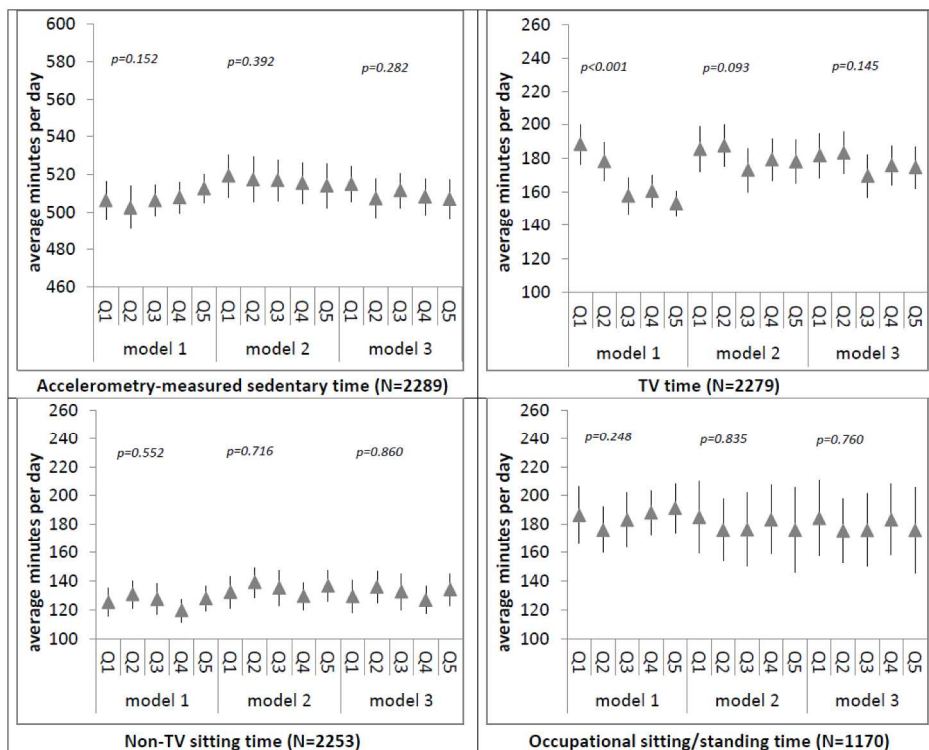 600
580
560
540
520
500
480
460
average minutes per day
p=0.152
p=0.392
p=0.282
Q1 Q2 Q3 Q4 Q5 Q1 Q2 Q3 Q4 Q5 Q1 Q2 Q3 Q4 Q5
model 1 model 2 model 3
Accelerometry-measured sedentary time (N=2289)
260
240
220
200
180
160
140
120
100
average minutes per day
p<0.001
p=0.093
p=0.145
Q1 Q2 Q3 Q4 Q5 Q1 Q2 Q3 Q4 Q5 Q1 Q2 Q3 Q4 Q5
model 1 model 2 model 3
TV time (N=2279)
260
240
220
200
180
160
140
120
100
average minutes per day
p=0.552
p=0.716
p=0.860
Q1 Q2 Q3 Q4 Q5 Q1 Q2 Q3 Q4 Q5 Q1 Q2 Q3 Q4 Q5
model 1 model 2 model 3
Non-TV sitting time (N=2253)
260
240
220
200
180
160
140
120
100
average minutes per day
p=0.248
p=0.835
p=0.760
Q1 Q2 Q3 Q4 Q5 Q1 Q2 Q3 Q4 Q5 Q1 Q2 Q3 Q4 Q5
model 1 model 2 model 3
Occupational sitting/standing time (N=1170)